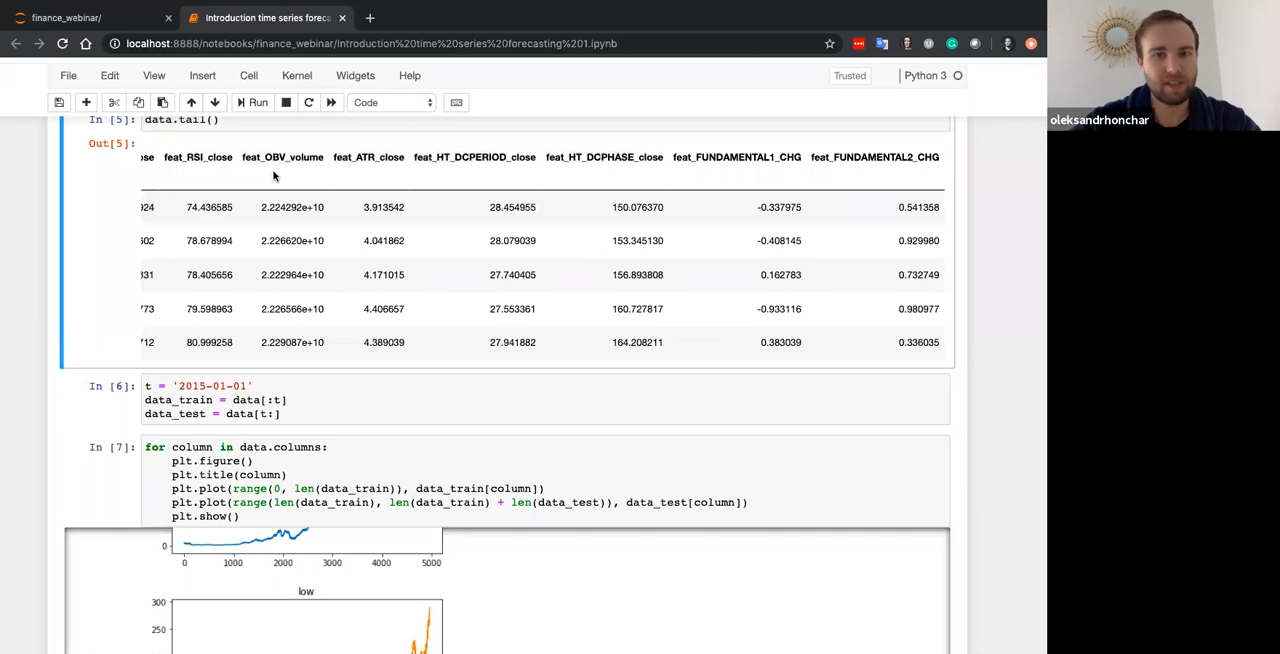 finance_webinar/
Introduction time series foreca
localhost:8888/notebooks/finance_webinar/Introduction%20time%20series%20forecasting%201.ipynb
oleksandrhonchar
File Edit View Insert Cell Kernel Widgets Help
Trusted
Python 3
Run
Code
In [5]: data.tail()
Out[5]:
ose feat_RSI_close feat_OBV_volume feat_ATR_close feat_HT_DCPERIOD_close feat_HT_DCPHASE_close feat_FUNDAMENTAL1_CHG feat_FUNDAMENTAL2_CHG
924 74.436585 2.224292e+10 3.913542 28.454955 150.076370 -0.337975 0.541358
602 78.678994 2.226620e+10 4.041862 28.079039 153.345130 -0.408145 0.929980
331 78.405656 2.222964e+10 4.171015 27.740405 156.893808 0.162783 0.732749
773 79.598963 2.226566e+10 4.406657 27.553361 160.727817 -0.933116 0.980977
712 80.999258 2.229087e+10 4.389039 27.941882 164.208211 0.383039 0.336035
In [6]: t = '2015-01-01'
data_train = data[:t]
data_test = data[t:]
In [7]: for column in data.columns:
plt.figure()
plt.title(column)
plt.plot(range(0, len(data_train)), data_train[column])
plt.plot(range(len(data_train), len(data_train) + len(data_test)), data_test[column])
plt.show()
0
0 1000 2000 3000 4000 5000
low
300
250